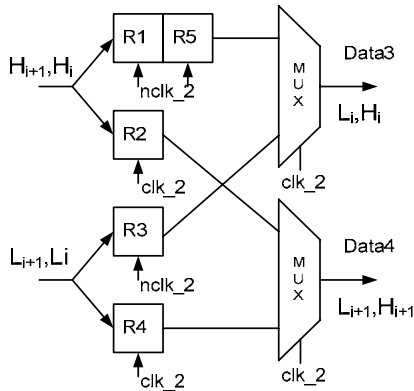 R1 R5
Data3
H_{i+1},H_i
nclk_2
M
U
X
L_i,H_i
R2
clk_2
clk_2
R3
Data4
L_{i+1},Li
nclk_2
M
U
X
L_{i+1},H_{i+1}
R4
clk_2
clk_2